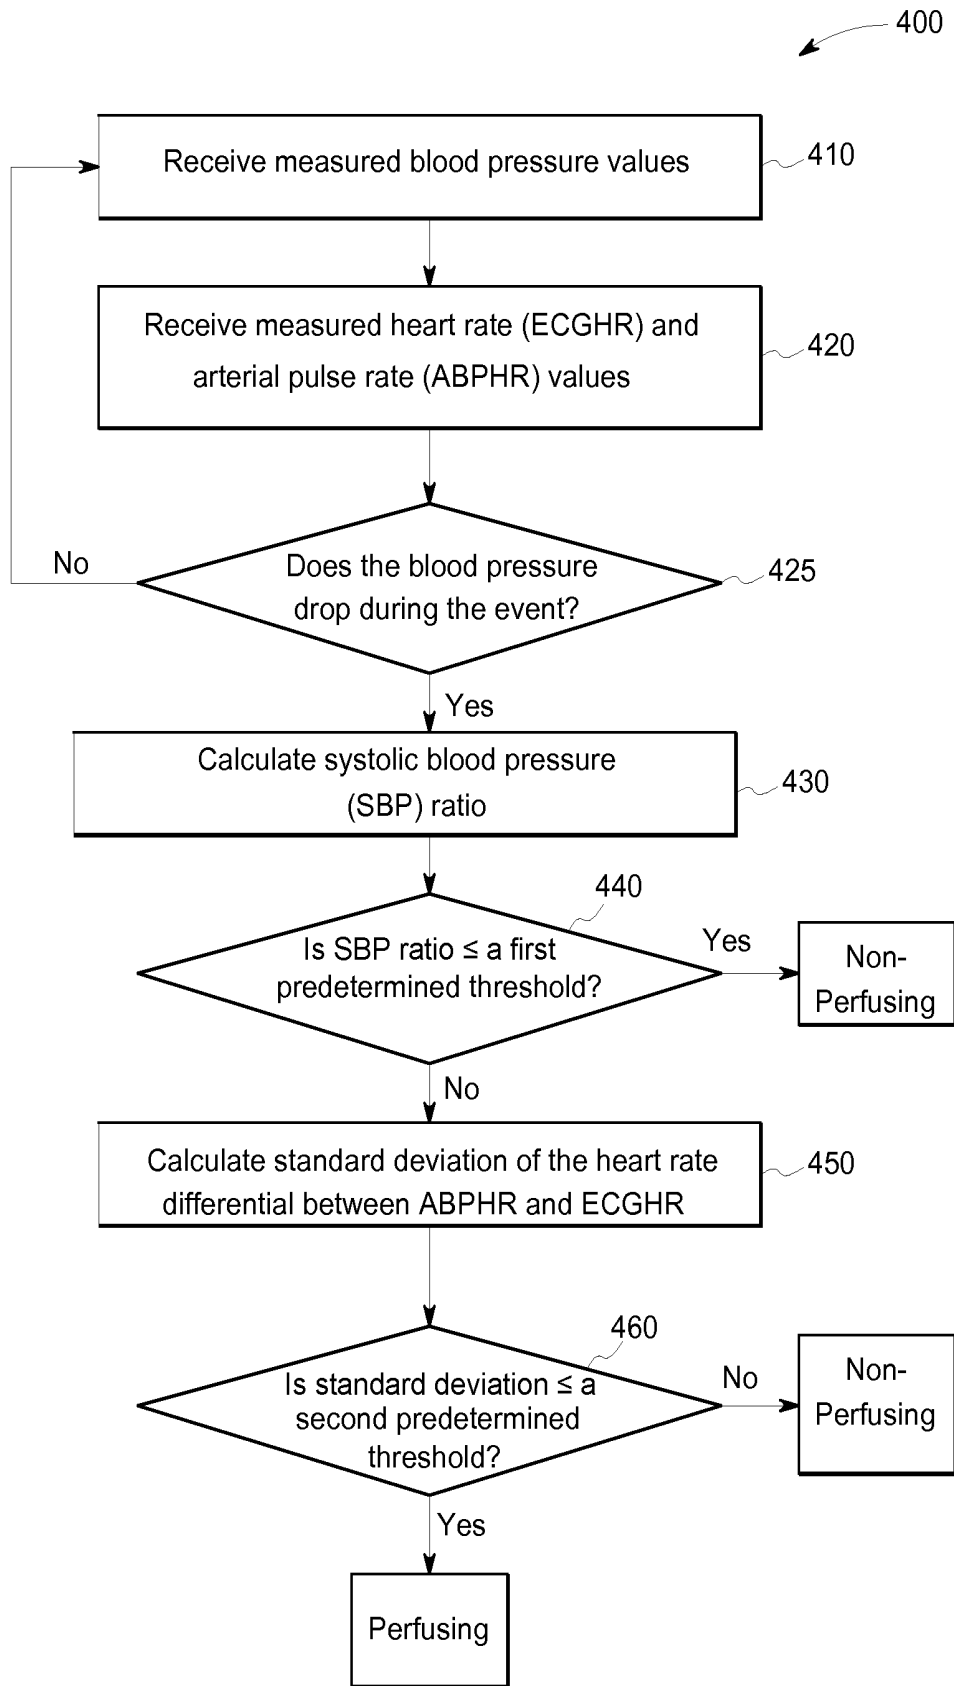 400
Receive measured blood pressure values
410
Receive measured heart rate (ECGHR) and
arterial pulse rate (ABPHR) values
420
Does the blood pressure
drop during the event?
425
No
Yes
Calculate systolic blood pressure
(SBP) ratio
430
440
Is SBP ratio ≤ a first
predetermined threshold?
Yes
Non-
Perfusing
No
Calculate standard deviation of the heart rate
differential between ABPHR and ECGHR
450
460
Is standard deviation ≤ a
second predetermined
threshold?
No
Non-
Perfusing
Yes
Perfusing